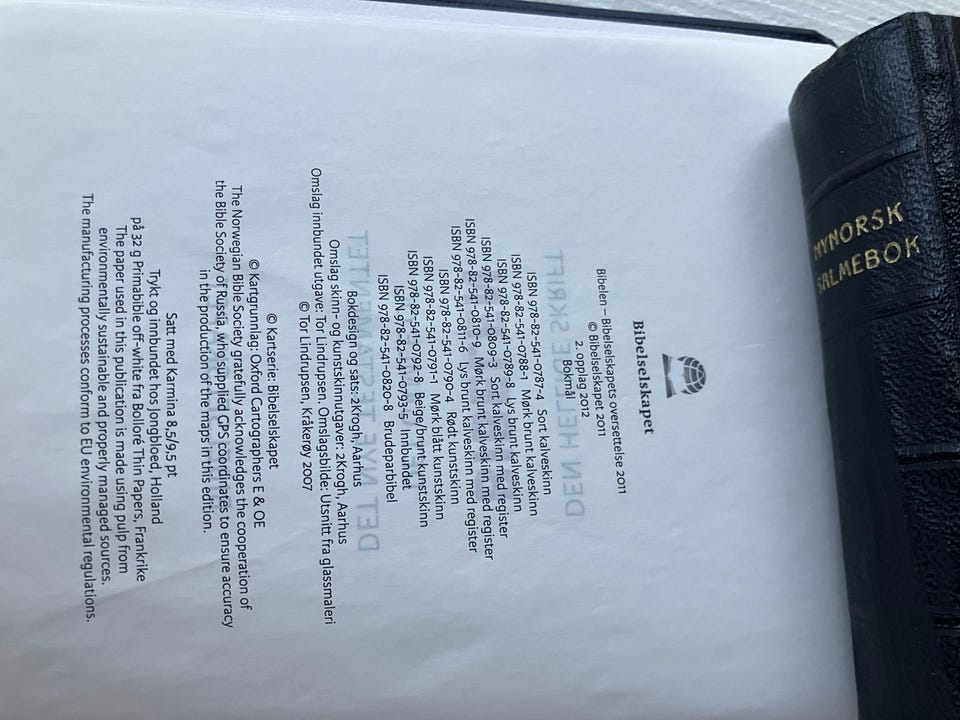 Bibelselskapet
Bibelen – Bibelselskapets oversettelse 2011
© Bibelselskapet 2011
2. opplag 2012
Bokmål
ISBN 978-82-541-0787-4 Sort kalveskinn
ISBN 978-82-541-0788-1 Mørk brunt kalveskinn
ISBN 978-82-541-0789-8 Lys brunt kalveskinn
ISBN 978-82-541-0809-3 Sort kalveskinn med register
ISBN 978-82-541-0810-9 Mørk brunt kalveskinn med register
ISBN 978-82-541-0811-6 Lys brunt kalveskinn med register
ISBN 978-82-541-0790-4 Rødt kunstskinn
ISBN 978-82-541-0791-1 Mørk blått kunstskinn
ISBN 978-82-541-0792-8 Beige/brunt kunstskinn
ISBN 978-82-541-0793-5 Innbundet
ISBN 978-82-541-0820-8 Brudeparbibel
Bokdesign og sats: 2Krogh, Aarhus
Omslag skinn- og kunstskinnutgaver: 2Krogh, Aarhus
Omslag innbundet utgave: Tor Lindrupsen. Omslagsbilde: Utsnitt fra glassmaleri
© Tor Lindrupsen, Kråkerøy 2007
© Kartserie: Bibelselskapet
© Kartgrunnlag: Oxford Cartographers E & OE
The Norwegian Bible Society gratefully acknowledges the cooperation of
the Bible Society of Russia, who supplied GPS coordinates to ensure accuracy
in the production of the maps in this edition.
Satt med Karmina 8,5/9,5 pt
Trykt og innbundet hos Jongbloed, Holland
på 32 g Primabible off-white fra Bolloré Thin Papers, Frankrike
The paper used in this publication is made using pulp from
environmentally sustainable and properly managed sources.
The manufacturing processes conform to EU environmental regulations.
DEN HEILAGE SKRIFT
DET NYE TESTAMENTET
NYNORSK
SALMEBOK